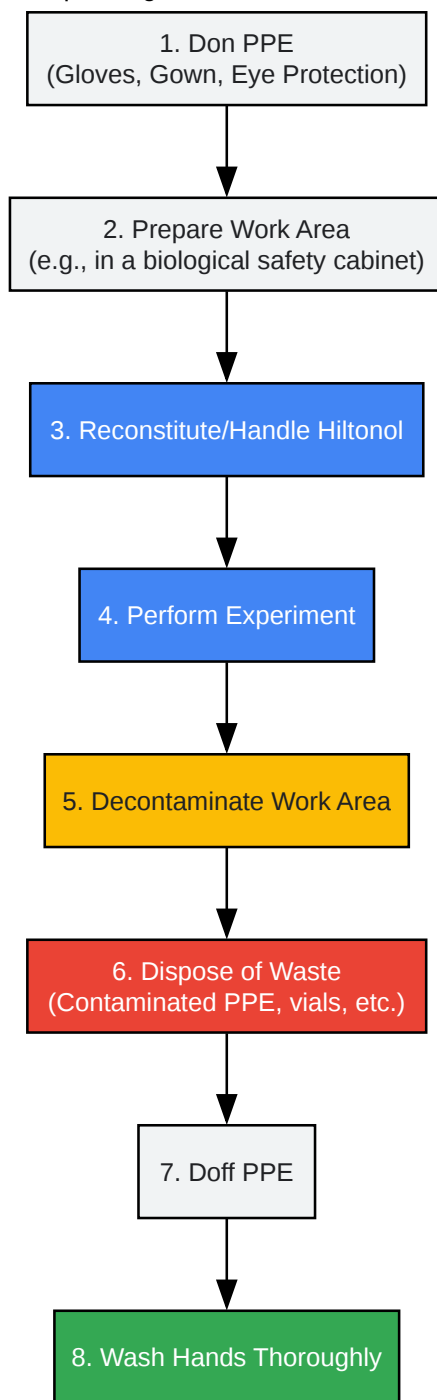 1. Don PPE
(Gloves, Gown, Eye Protection)
2. Prepare Work Area
(e.g., in a biological safety cabinet)
3. Reconstitute/Handle Hiltonol
4. Perform Experiment
5. Decontaminate Work Area
6. Dispose of Waste
(Contaminated PPE, vials, etc.)
7. Doff PPE
8. Wash Hands Thoroughly